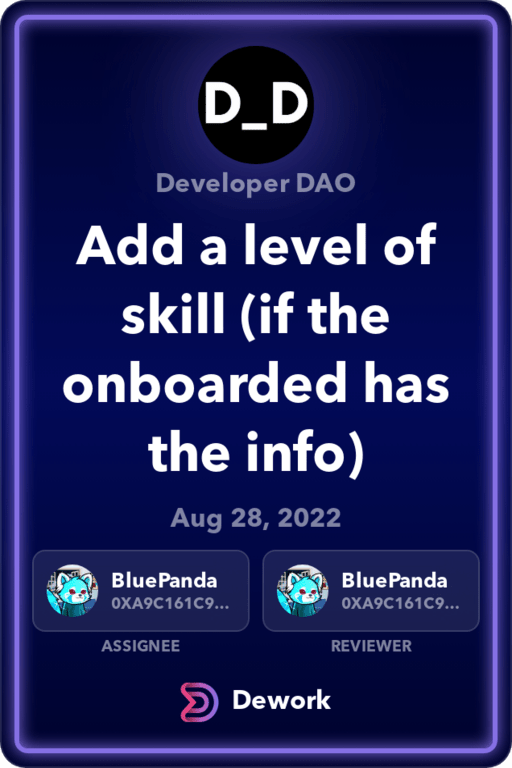 D_D
Developer DAO
Add a level of
skill (if the
onboarded has
the info)
Aug 28, 2022
BluePanda
0XA9C161C9...
ASSIGNEE
BluePanda
0XA9C161C9...
REVIEWER
Dework